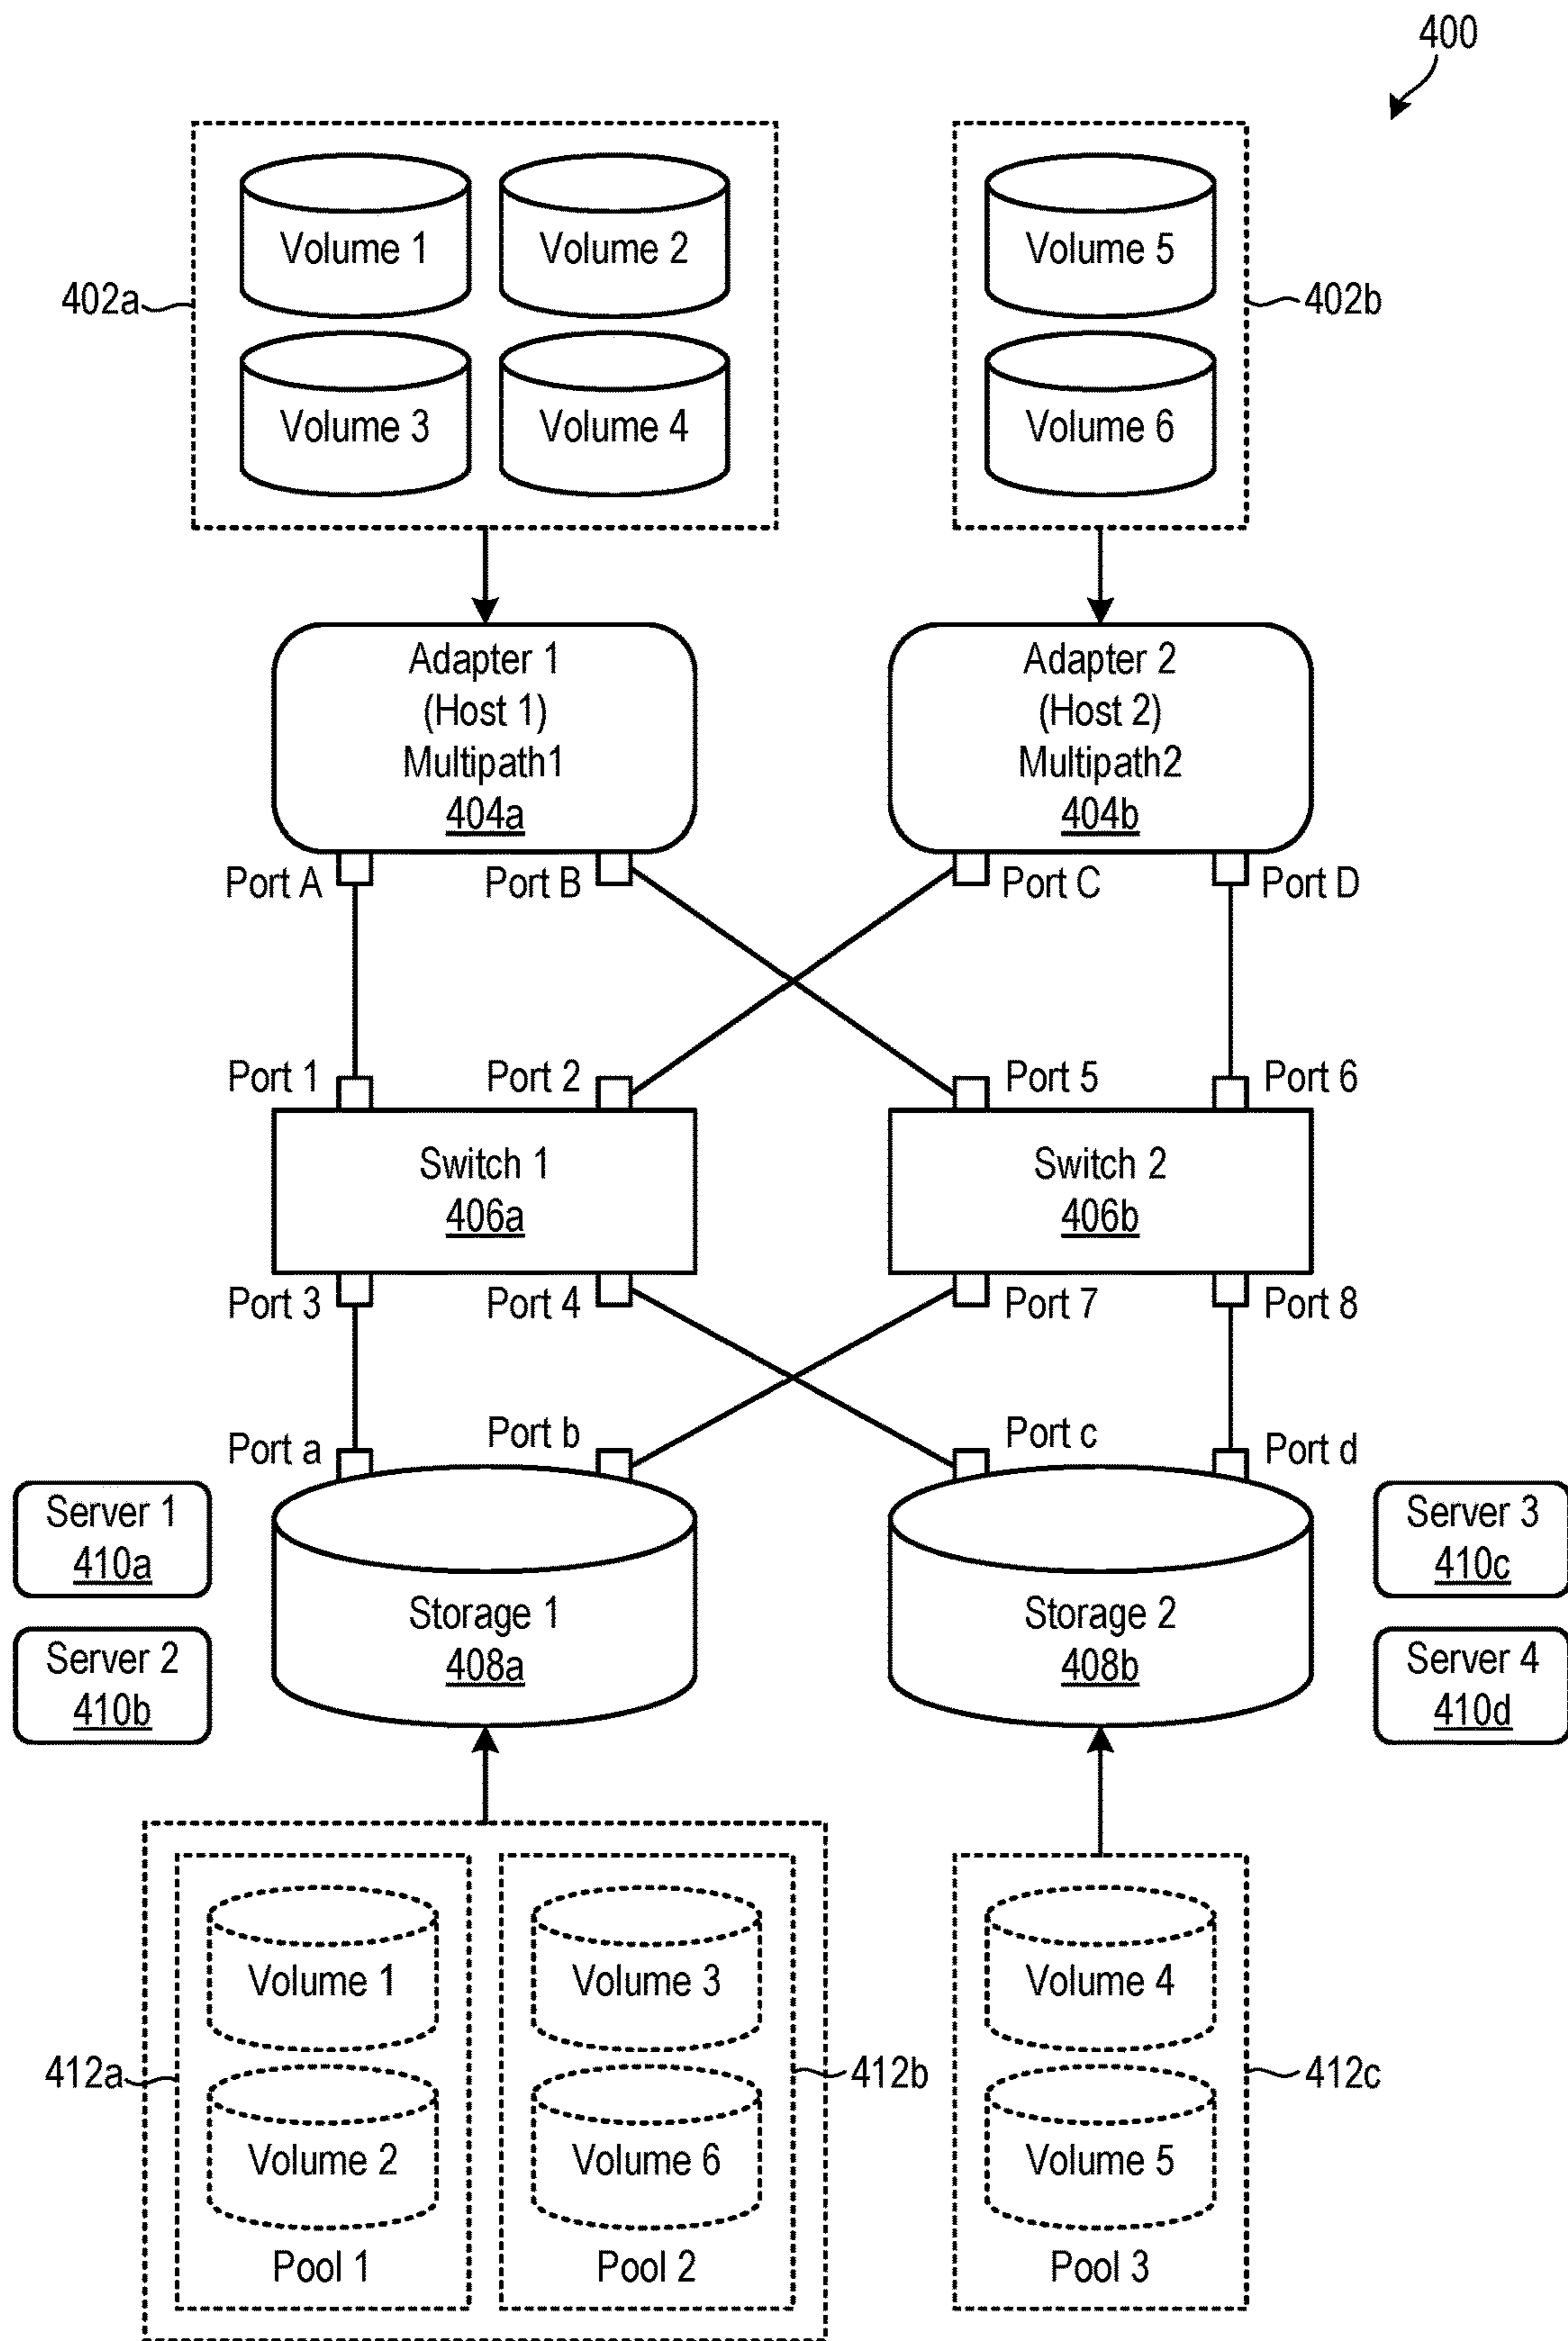 400
Volume 1
Volume 2
Volume 5
402a
402b
Volume 3
Volume 4
Volume 6
Adapter 1
(Host 1)
Multipath1
404a
Adapter 2
(Host 2)
Multipath2
404b
Port A
Port B
Port C
Port D
Port 1
Port 2
Port 5
Port 6
Switch 1
406a
Switch 2
406b
Port 3
Port 4
Port 7
Port 8
Port a
Port b
Port c
Port d
Server 1
410a
Server 2
410b
Storage 1
408a
Storage 2
408b
Server 3
410c
Server 4
410d
Volume 1
Volume 3
Volume 4
412a
412b
412c
Volume 2
Volume 6
Volume 5
Pool 1
Pool 2
Pool 3